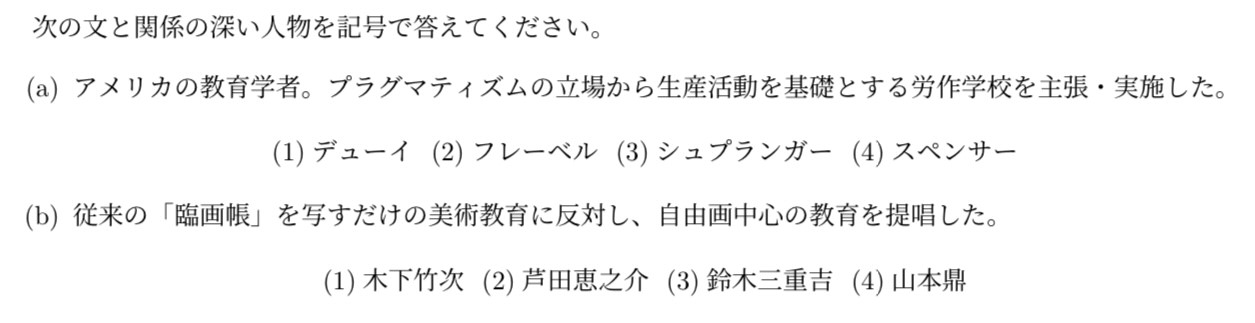 次の文と関係の深い人物を記号で答えてください。
(a) アメリカの教育学者。プラグマティズムの立場から生産活動を基礎とする労作学校を主張・実施した。
(1) デューイ (2) フレーベル (3) シュプランガー (4) スペンサー
(b) 従来の「臨画帳」を写すだけの美術教育に反対し、自由画中心の教育を提唱した。
(1) 木下竹次 (2) 芦田恵之介 (3) 鈴木三重吉 (4) 山本鼎